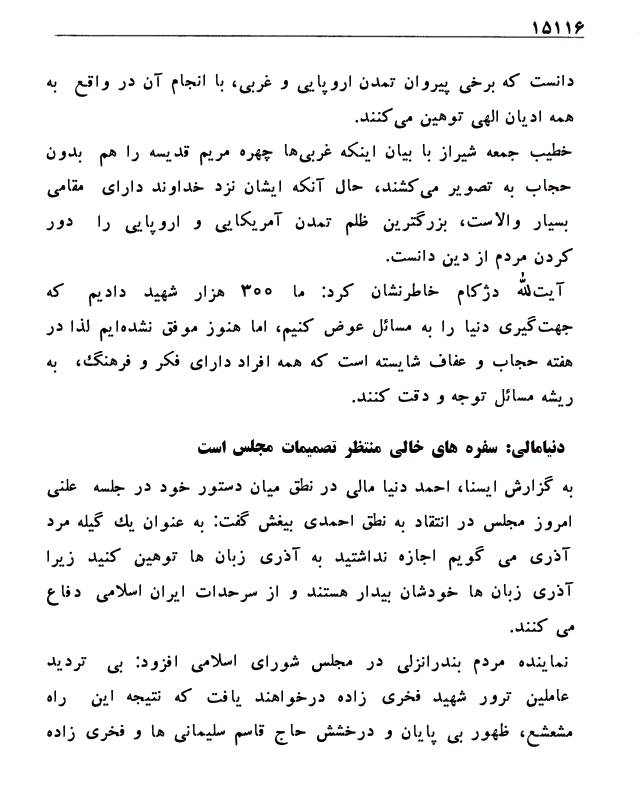 ۱۵۱۱۶
دانست که برخی پیروان تمدن اروپایی و غربی، با انجام آن در واقع به
همه ادیان الهی توهین می‌کنند.
خطیب جمعه شیراز با بیان اینکه غربی‌ها چهره مریم قدیسه را هم بدون
حجاب به تصویر می‌کشند، حال آنکه ایشان نزد خداوند دارای مقامی
بسیار والاست، بزرگترین ظلم تمدن آمریکایی و اروپایی را دور
کردن مردم از دین دانست.
آیت‌الله دژکام خاطرنشان کرد: ما ۳۰۰ هزار شهید دادیم که
جهت‌گیری دنیا را به مسائل عوض کنیم، اما هنوز موفق نشده‌ایم لذا در
هفته حجاب و عفاف شایسته است که همه افراد دارای فکر و فرهنگ، به
ریشه مسائل توجه و دقت کنند.
دنیامالی: سفره های خالی منتظر تصمیمات مجلس است
به گزارش ایسنا، احمد دنیا مالی در نطق میان دستور خود در جلسه علنی
امروز مجلس در انتقاد به نطق احمدی بیغش گفت: به عنوان یك گیله مرد
آذری می گویم اجازه نداشتید به آذری زبان ها توهین کنید زیرا
آذری زبان ها خودشان بیدار هستند و از سرحدات ایران اسلامی دفاع
می کنند.
نماینده مردم بندرانزلی در مجلس شورای اسلامی افزود: بی تردید
عاملین ترور شهید فخری زاده درخواهند یافت که نتیجه این راه
مشعشع، ظهور بی پایان و درخشش حاج قاسم سلیمانی ها و فخری زاده